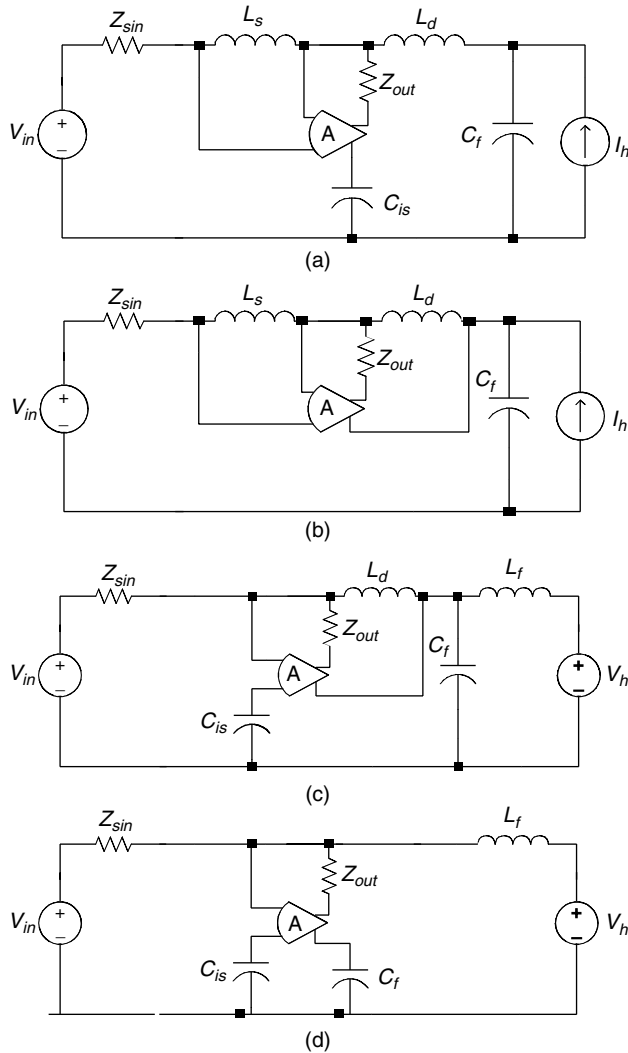 Z_sin L_s L_d
Z_out
V_in + − A C_f I_h
C_is
(a)
Z_sin L_s L_d
Z_out
V_in + − A C_f I_h
(b)
Z_sin L_d L_f
Z_out
V_in + − A C_f + − V_h
C_is
(c)
Z_sin L_f
Z_out
V_in + − A + − V_h
C_is C_f
(d)